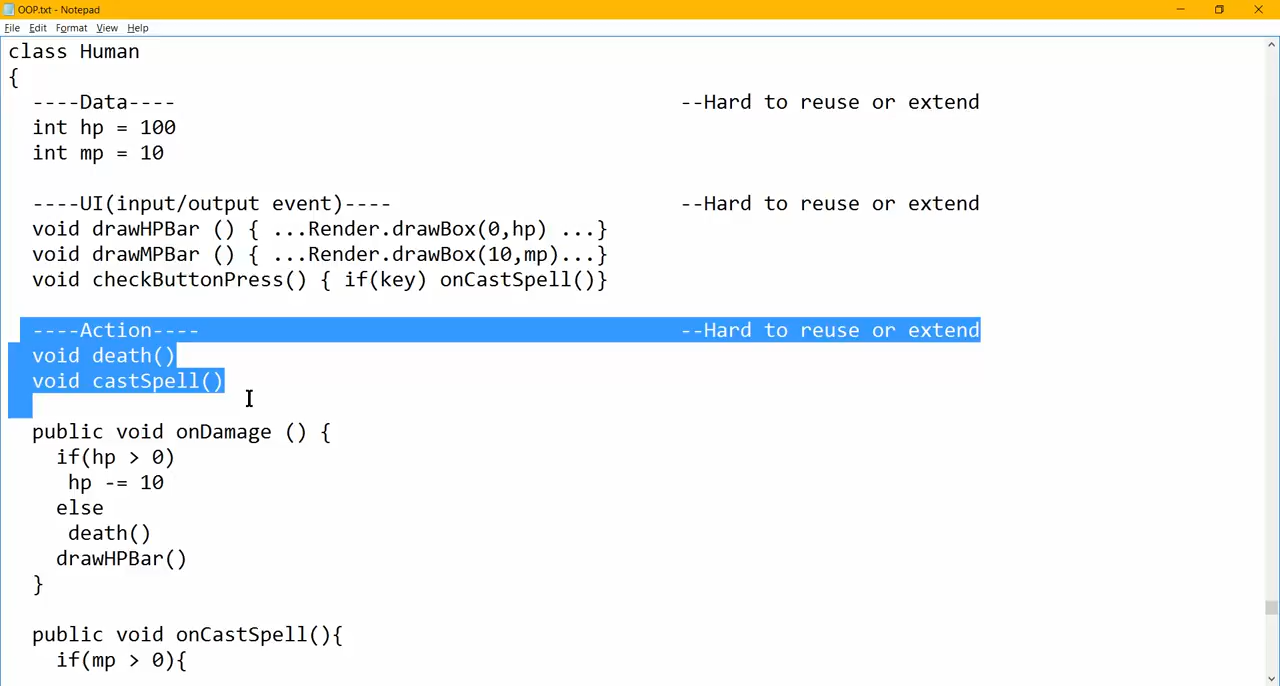 OOP.txt - Notepad
File Edit Format View Help
class Human
{
----Data---- --Hard to reuse or extend
int hp = 100
int mp = 10
----UI(input/output event)---- --Hard to reuse or extend
void drawHPBar () { ...Render.drawBox(0,hp) ...}
void drawMPBar () { ...Render.drawBox(10,mp)...}
void checkButtonPress() { if(key) onCastSpell()}
----Action---- --Hard to reuse or extend
void death()
void castSpell()
public void onDamage () {
if(hp > 0)
hp -= 10
else
death()
drawHPBar()
}
public void onCastSpell(){
if(mp > 0){